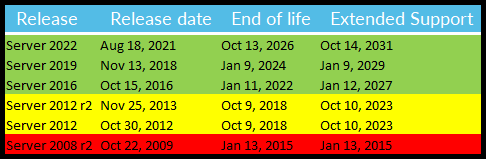 Release Release date End of life Extended Support
Server 2022 Aug 18, 2021 Oct 13, 2026 Oct 14, 2031
Server 2019 Nov 13, 2018 Jan 9, 2024 Jan 9, 2029
Server 2016 Oct 15, 2016 Jan 11, 2022 Jan 12, 2027
Server 2012 r2 Nov 25, 2013 Oct 9, 2018 Oct 10, 2023
Server 2012 Oct 30, 2012 Oct 9, 2018 Oct 10, 2023
Server 2008 r2 Oct 22, 2009 Jan 13, 2015 Jan 13, 2015